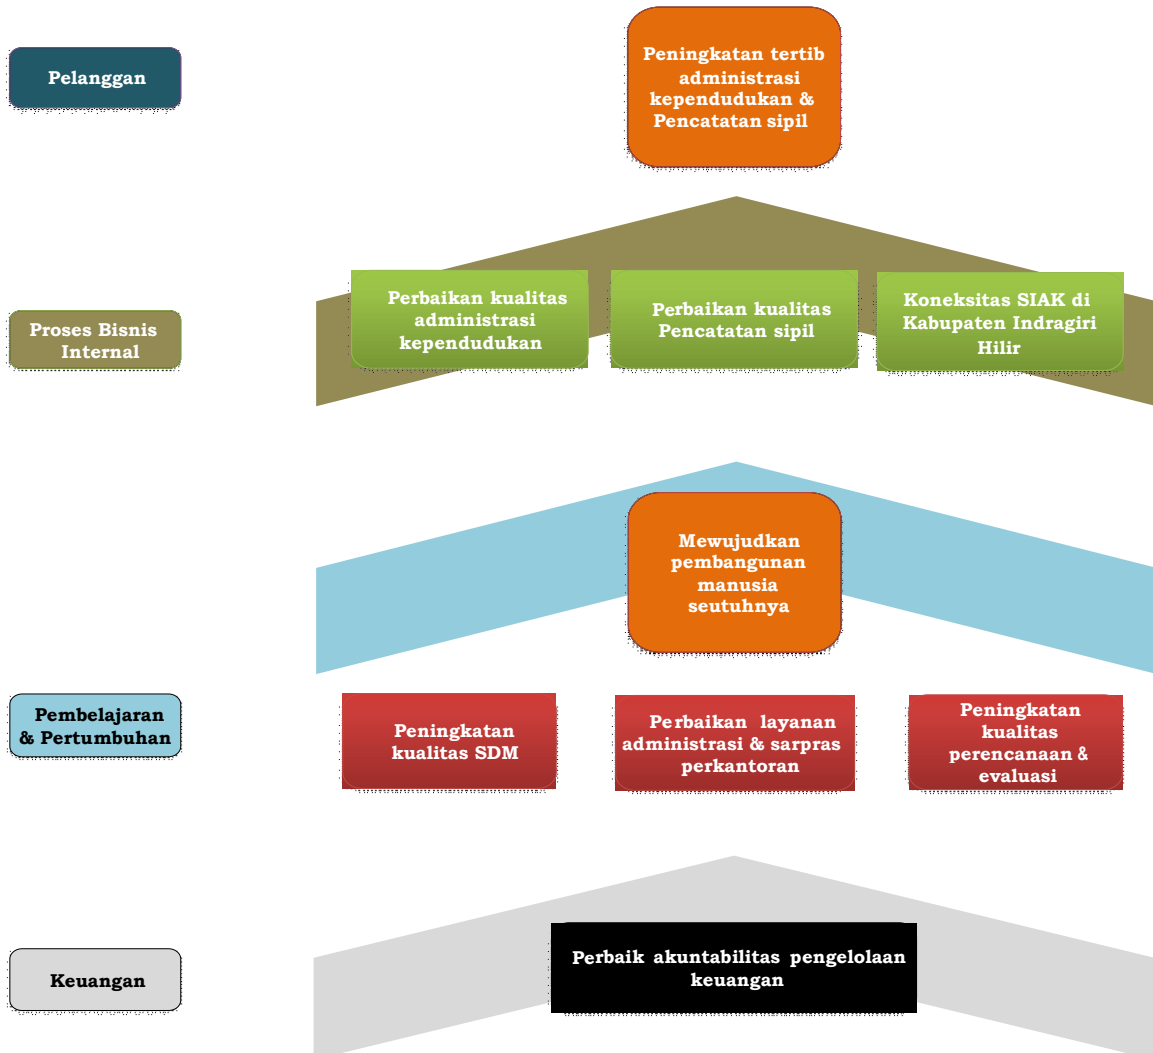 Pelanggan
Peningkatan tertib
administrasi
kependudukan &
Pencatatan sipil
Proses Bisnis
Internal
Perbaikan kualitas
administrasi
kependudukan
Perbaikan kualitas
Pencatatan sipil
Koneksitas SIAK di
Kabupaten Indragiri
Hilir
Mewujudkan
pembangunan
manusia
seutuhnya
Pembelajaran
& Pertumbuhan
Peningkatan
kualitas SDM
Perbaikan layanan
administrasi & sarpras
perkantoran
Peningkatan
kualitas
perencanaan &
evaluasi
Keuangan
Perbaik akuntabilitas pengelolaan
keuangan